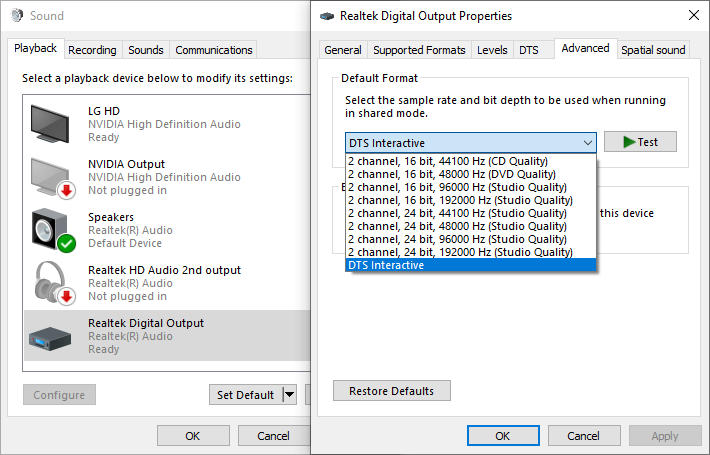 Sound
Playback
Recording
Sounds
Communications
Select a playback device below to modify its settings:
LG HD
NVIDIA High Definition Audio
Ready
NVIDIA Output
NVIDIA High Definition Audio
Not plugged in
Speakers
Realtek(R) Audio
Default Device
Realtek HD Audio 2nd output
Realtek(R) Audio
Not plugged in
Realtek Digital Output
Realtek(R) Audio
Ready
Configure
Set Default
OK
Cancel
Realtek Digital Output Properties
General
Supported Formats
Levels
DTS
Advanced
Spatial sound
Default Format
Select the sample rate and bit depth to be used when running
in shared mode.
DTS Interactive
Test
2 channel, 16 bit, 44100 Hz (CD Quality)
2 channel, 16 bit, 48000 Hz (DVD Quality)
2 channel, 16 bit, 96000 Hz (Studio Quality)
2 channel, 16 bit, 192000 Hz (Studio Quality)
2 channel, 24 bit, 44100 Hz (Studio Quality)
2 channel, 24 bit, 48000 Hz (Studio Quality)
2 channel, 24 bit, 96000 Hz (Studio Quality)
2 channel, 24 bit, 192000 Hz (Studio Quality)
DTS Interactive
this device
Restore Defaults
OK
Cancel
Apply